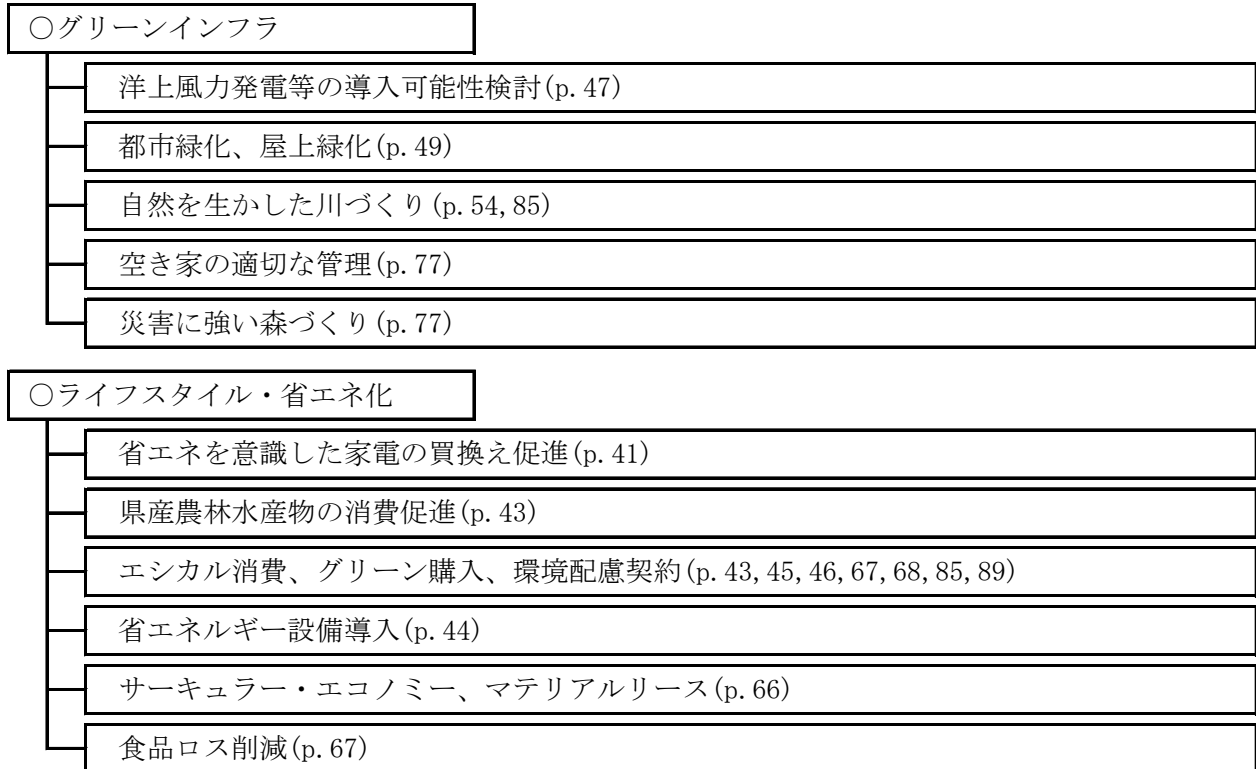 ○グリーンインフラ
洋上風力発電等の導入可能性検討(p.47)
都市緑化、屋上緑化(p.49)
自然を生かした川づくり(p.54,85)
空き家の適切な管理(p.77)
災害に強い森づくり(p.77)
○ライフスタイル・省エネ化
省エネを意識した家電の買換え促進(p.41)
県産農林水産物の消費促進(p.43)
エシカル消費、グリーン購入、環境配慮契約(p.43,45,46,67,68,85,89)
省エネルギー設備導入(p.44)
サーキュラー・エコノミー、マテリアルリース(p.66)
食品ロス削減(p.67)